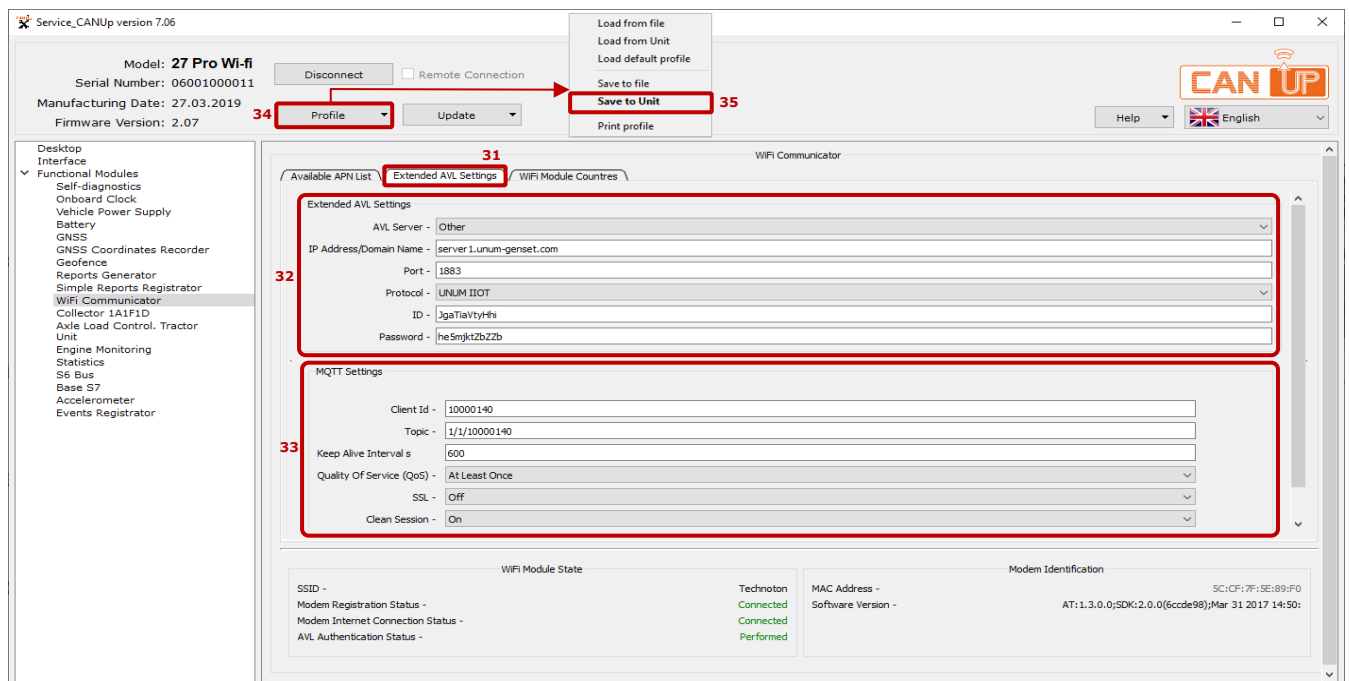 Service_CANUp version 7.06
Model: 27 Pro Wi-fi
Serial Number: 06001000011
Manufacturing Date: 27.03.2019
Firmware Version: 2.07
Disconnect
Remote Connection
34
Profile
Update
Load from file
Load from Unit
Load default profile
Save to file
Save to Unit
35
Print profile
CAN UP
Help
English
Desktop
Interface
Functional Modules
Self-diagnostics
Onboard Clock
Vehicle Power Supply
Battery
GNSS
GNSS Coordinates Recorder
Geofence
Reports Generator
Simple Reports Registrator
WiFi Communicator
Collector 1A1F1D
Axle Load Control. Tractor
Unit
Engine Monitoring
Statistics
S6 Bus
Base S7
Accelerometer
Events Registrator
WiFi Communicator
31
Available APN List
Extended AVL Settings
WiFi Module Countres
32
Extended AVL Settings
AVL Server - Other
IP Address/Domain Name - server1.unum-genset.com
Port - 1883
Protocol - UNUM IIOT
ID - JgaTiaVtyHhi
Password - he5mjktZbZZb
33
MQTT Settings
Client Id - 10000140
Topic - 1/1/10000140
Keep Alive Interval s 600
Quality Of Service (QoS) - At Least Once
SSL - Off
Clean Session - On
WiFi Module State
SSID - Technoton
Modem Registration Status - Connected
Modem Internet Connection Status - Connected
AVL Authentication Status - Performed
Modem Identification
MAC Address - 5C:CF:7F:5E:89:F0
Software Version - AT:1.3.0.0;SDK:2.0.0(6ccde98);Mar 31 2017 14:50: